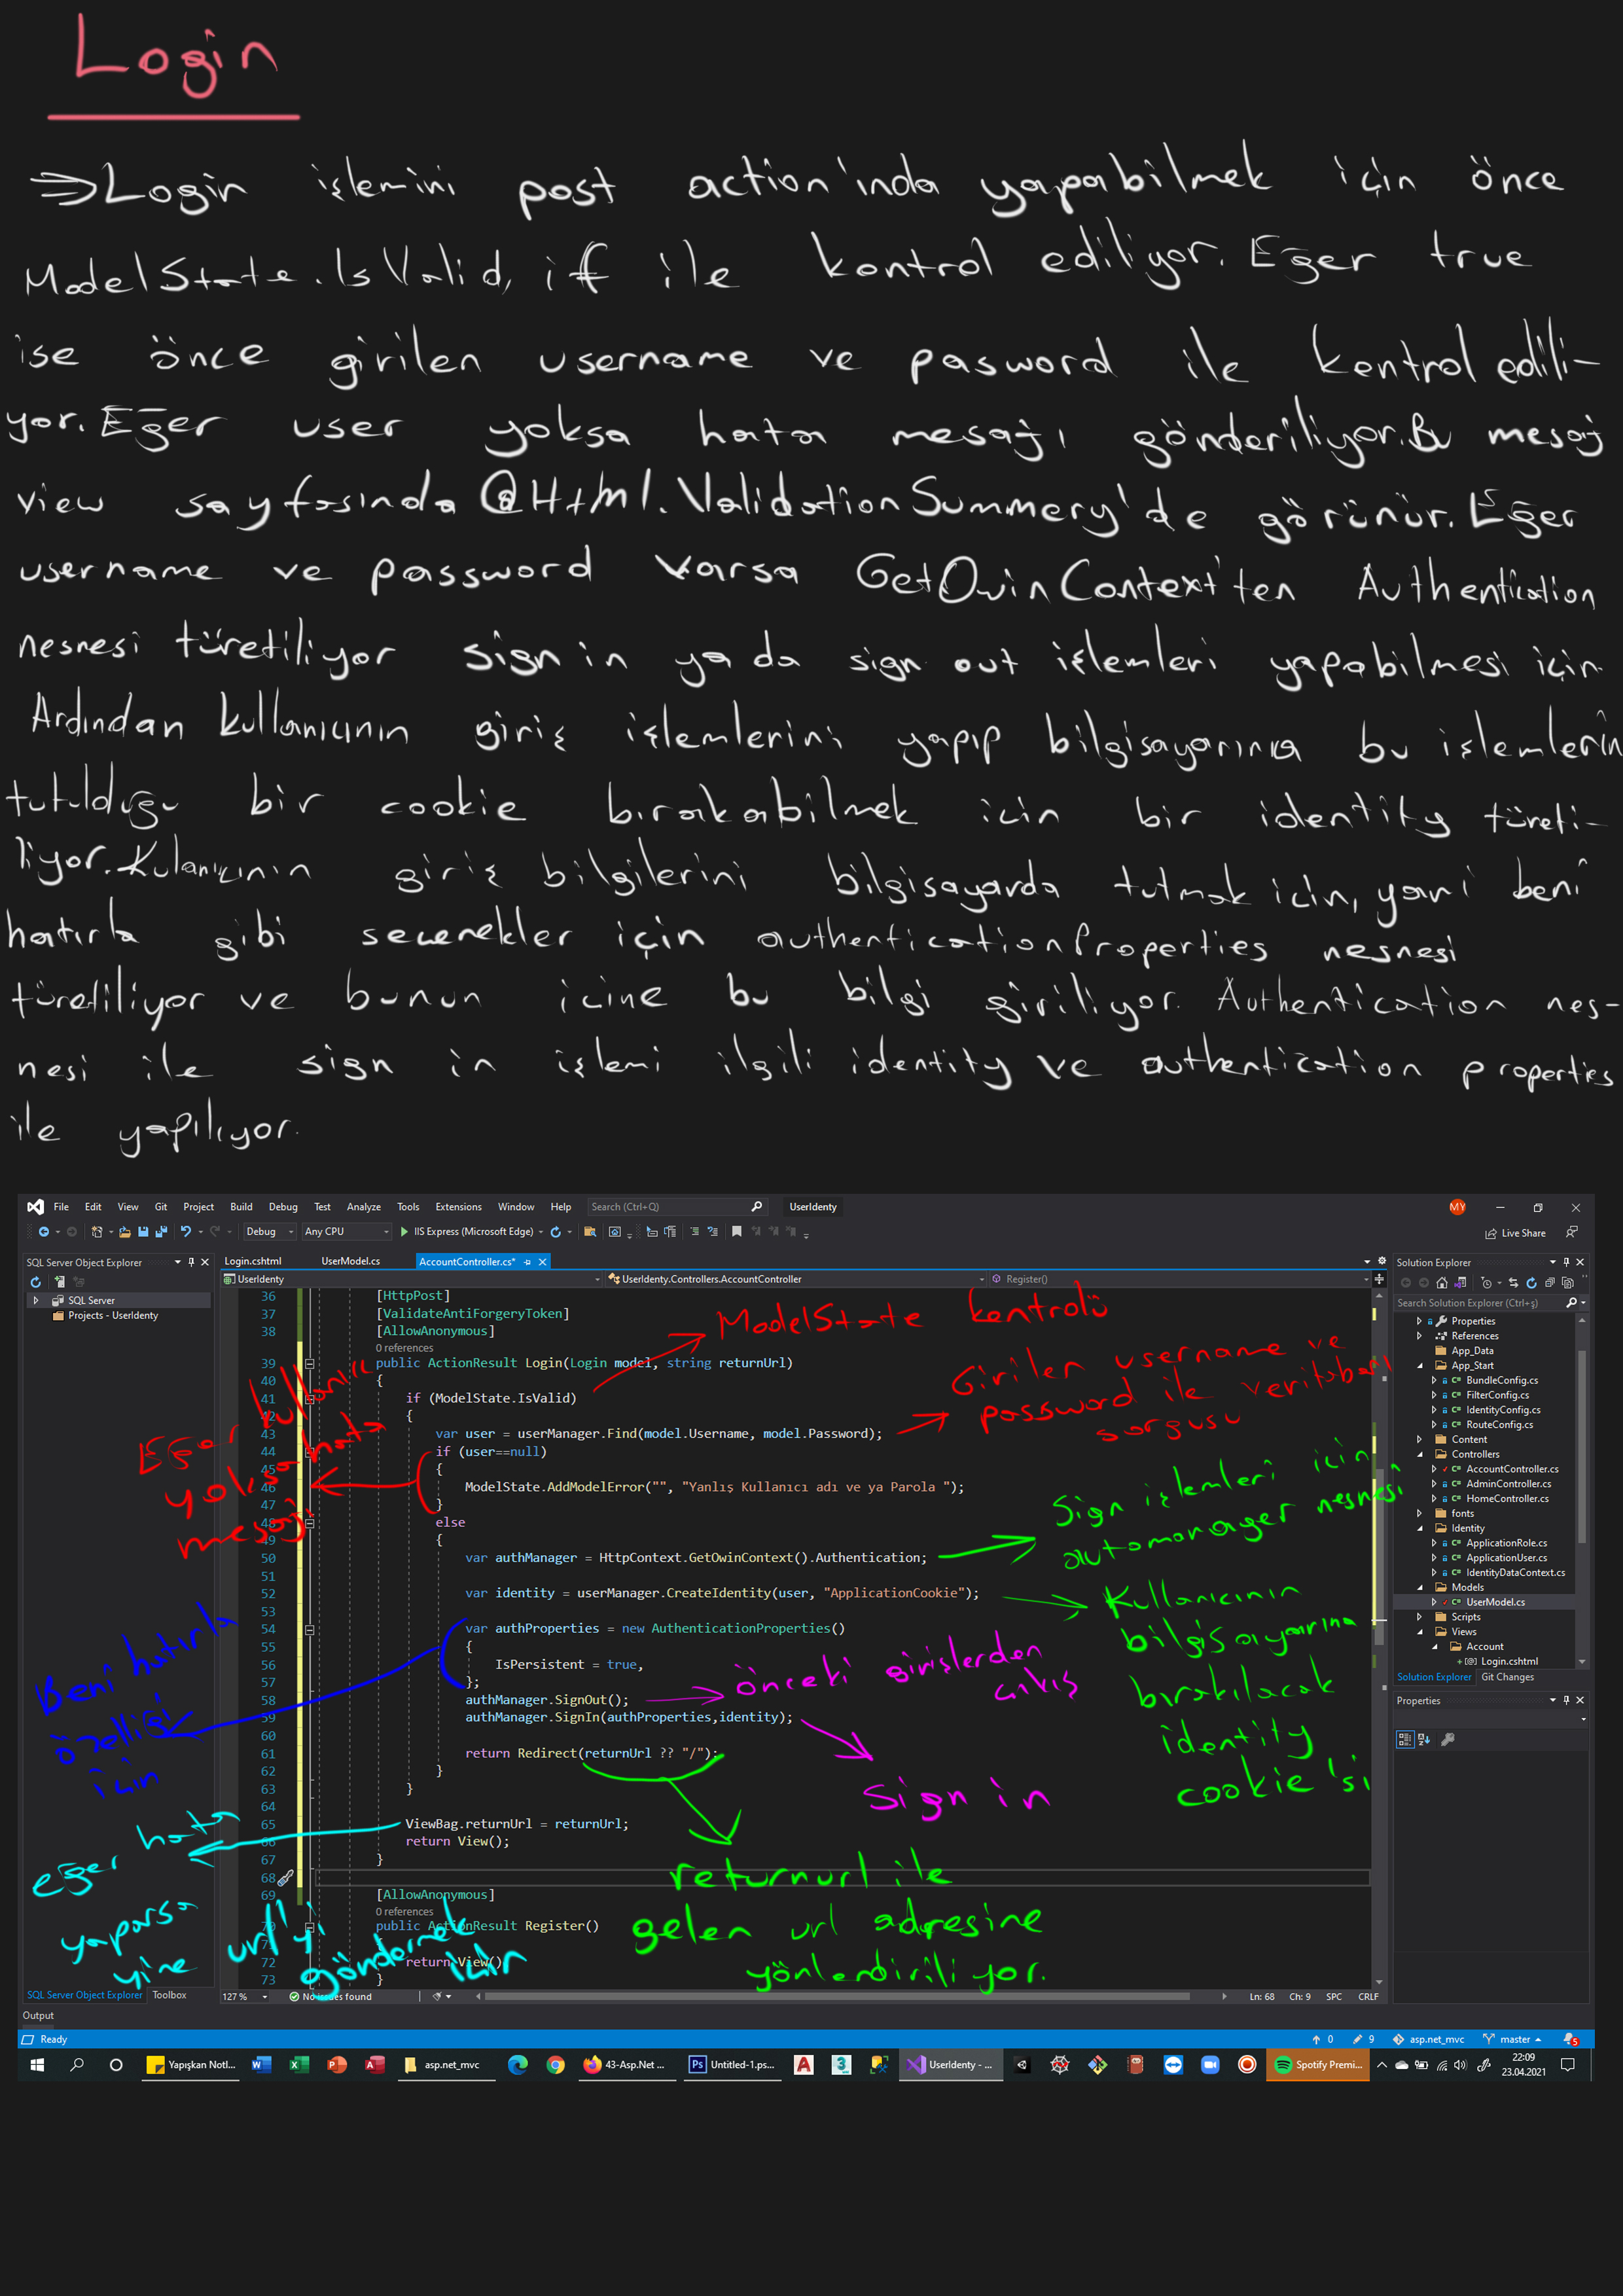 Login
⇒Login işlemini post action'ında yapabilmek için önce
ModelState.IsValid, if ile kontrol ediliyor. Eğer true
ise önce girilen username ve pasword ile kontrol edili-
yor. Eğer user yoksa hata mesajı gönderiliyor. Bu mesaj
view sayfasında @Html.ValidationSummery'de görünür. Eğer
username ve password varsa GetOwinContext'ten Authentication
nesnesi türetiliyor sign in ya da sign out işlemleri yapabilmesi için.
Ardından kullanıcının giriş işlemlerini yapıp bilgisayarına bu işlemlerin
tutulduğu bir cookie bırakabilmek için bir identity türeti-
liyor. Kulanıcının giriş bilgilerini bilgisayarda tutmak için, yani beni
hatırla gibi secenekler için authenticationProperties nesnesi
türetiliyor ve bunun icine bu bilgi giriliyor. Authentication nes-
nesi ile sign in işlemi ilgili identity ve authentication properties
ile yapılıyor.
File Edit View Git Project Build Debug Test Analyze Tools Extensions Window Help Search (Ctrl+Q) UserIdenty MY
Debug Any CPU IIS Express (Microsoft Edge) Live Share
SQL Server Object Explorer
SQL Server
Projects - UserIdenty
Login.cshtml UserModel.cs AccountController.cs*
UserIdenty UserIdenty.Controllers.AccountController Register()
36 [HttpPost]
37 [ValidateAntiForgeryToken]
38 [AllowAnonymous]
0 references
39 public ActionResult Login(Login model, string returnUrl)
40 {
41 if (ModelState.IsValid)
42 {
43 var user = userManager.Find(model.Username, model.Password);
44 if (user==null)
45 {
46 ModelState.AddModelError("", "Yanlış Kullanıcı adı ve ya Parola ");
47 }
48 else
49 {
50 var authManager = HttpContext.GetOwinContext().Authentication;
51
52 var identity = userManager.CreateIdentity(user, "ApplicationCookie");
53
54 var authProperties = new AuthenticationProperties()
55 {
56 IsPersistent = true,
57 };
58 authManager.SignOut();
59 authManager.SignIn(authProperties,identity);
60
61 return Redirect(returnUrl ?? "/");
62 }
63 }
64
65 ViewBag.returnUrl = returnUrl;
66 return View();
67 }
68
69 [AllowAnonymous]
0 references
70 public ActionResult Register()
72 return View()
73 }
ModelState kontrolü
Girilen username ve
password ile veritabanı
sorgusu
Eğer kullanıcı
yoksa hata
mesajı
Sign işlemleri icin
automanager nesnesi
Kullanıcının
bilgisayarına
bırakılacak
identity
cookie'si
Beni hatırla
özelliği
icin
önceki girişlerden
çıkış
Sign in
returnurl ile
gelen url adresine
yönlendiriliyor.
eğer hata
yaparsa
yine url'yi
göndermek
için
Solution Explorer
Search Solution Explorer (Ctrl+ş)
Properties
References
App_Data
App_Start
BundleConfig.cs
FilterConfig.cs
IdentityConfig.cs
RouteConfig.cs
Content
Controllers
AccountController.cs
AdminController.cs
HomeController.cs
fonts
Identity
ApplicationRole.cs
ApplicationUser.cs
IdentityDataContext.cs
Models
UserModel.cs
Scripts
Views
Account
Login.cshtml
Solution Explorer Git Changes
Properties
SQL Server Object Explorer Toolbox
127 % No issues found Ln: 68 Ch: 9 SPC CRLF
Output
Ready 0 9 asp.net_mvc master 5
Yapışkan Notl... asp.net_mvc 43-Asp.Net ... Untitled-1.ps... UserIdenty - ... Spotify Premi... 22:09
23.04.2021